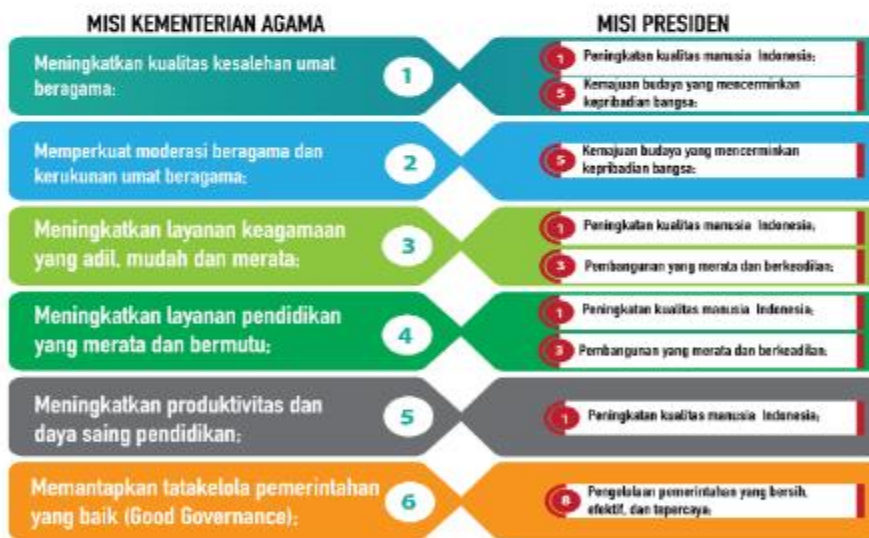 MISI KEMENTERIAN AGAMA
MISI PRESIDEN
Meningkatkan kualitas kesalehan umat
beragama;
1
1 Peningkatan kualitas manusia Indonesia;
5 Kemajuan budaya yang mencerminkan
kepribadian bangsa;
Memperkuat moderasi beragama dan
kerukunan umat beragama;
2
5 Kemajuan budaya yang mencerminkan
kepribadian bangsa;
Meningkatkan layanan keagamaan
yang adil, mudah dan merata;
3
1 Peningkatan kualitas manusia Indonesia;
3 Pembangunan yang merata dan berkeadilan;
Meningkatkan layanan pendidikan
yang merata dan bermutu;
4
1 Peningkatan kualitas manusia Indonesia;
3 Pembangunan yang merata dan berkeadilan;
Meningkatkan produktivitas dan
daya saing pendidikan;
5
1 Peningkatan kualitas manusia Indonesia;
Memantapkan tatakelola pemerintahan
yang baik (Good Governance);
6
8 Pengelolaan pemerintahan yang bersih,
efektif, dan tepercaya;